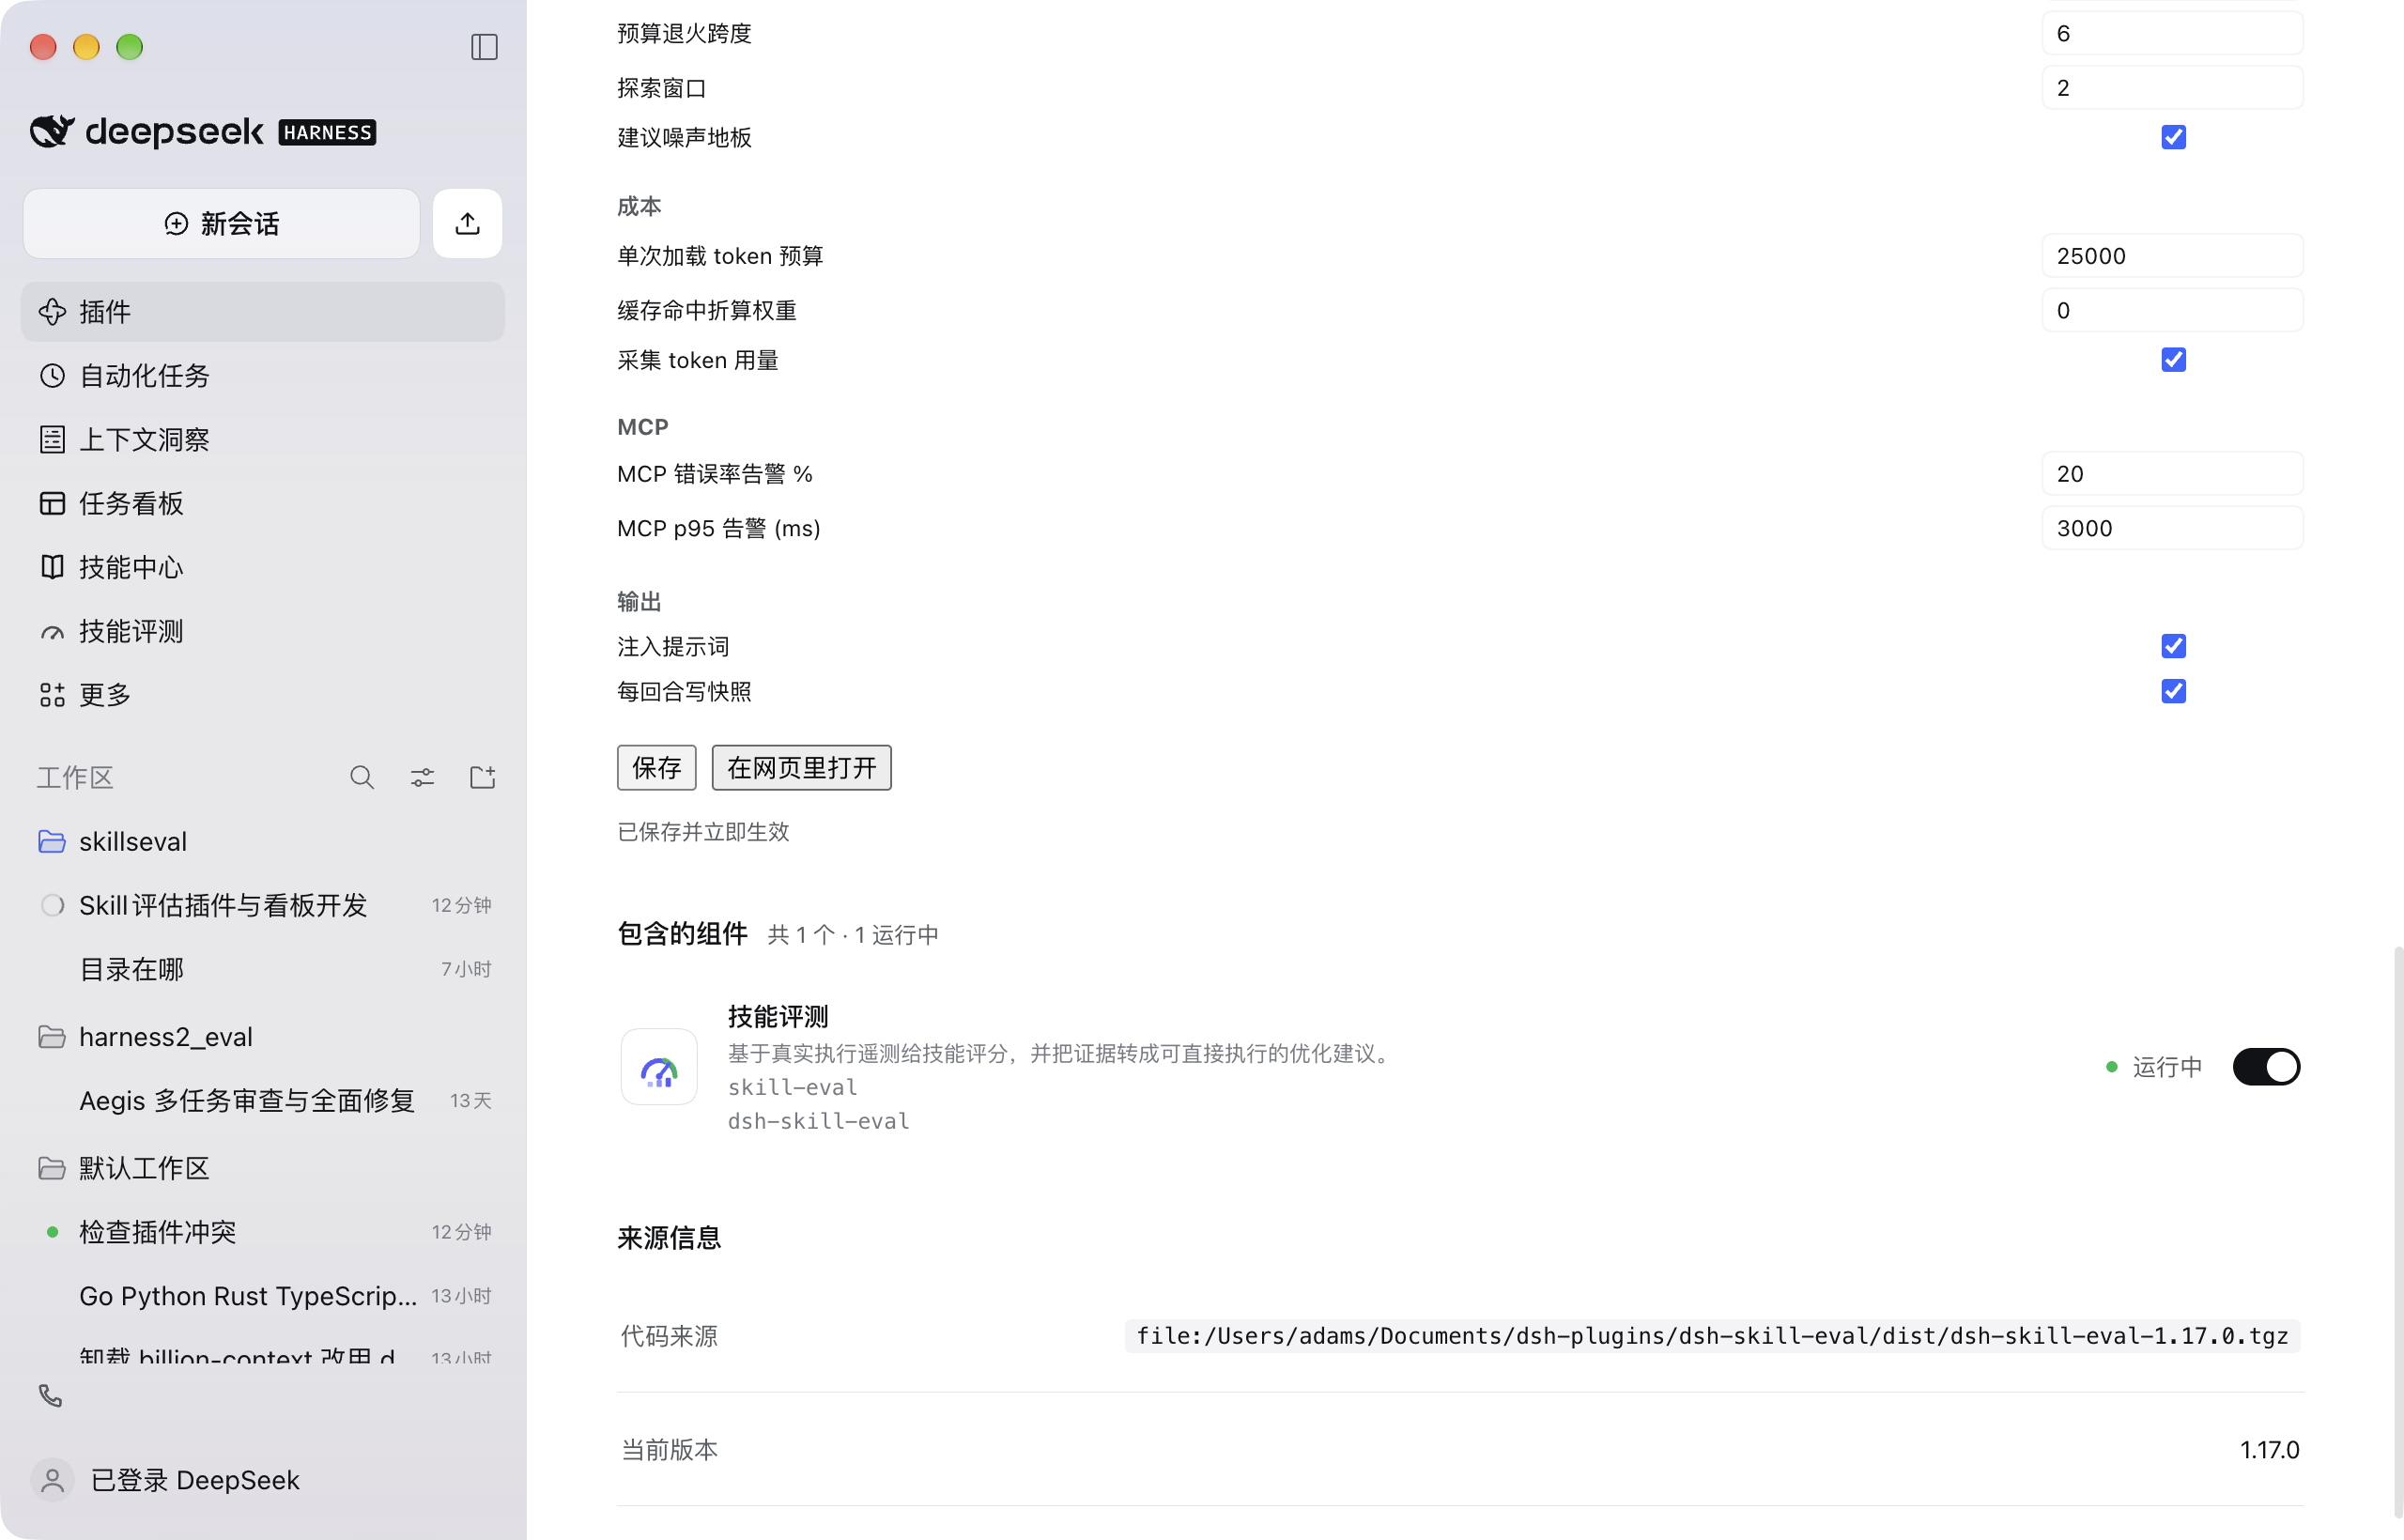 deepseek HARNESS
新会话
插件
自动化任务
上下文洞察
任务看板
技能中心
技能评测
更多
工作区
skillseval
Skill 评估插件与看板开发 12 分钟
目录在哪 7 小时
harness2_eval
Aegis 多任务审查与全面修复 13 天
默认工作区
检查插件冲突 12 分钟
Go Python Rust TypeScrip... 13 小时
卸载 billion-context 改用 d 13 小时
已登录 DeepSeek
预算退火跨度 6
探索窗口 2
建议噪声地板
成本
单次加载 token 预算 25000
缓存命中折算权重 0
采集 token 用量
MCP
MCP 错误率告警 % 20
MCP p95 告警 (ms) 3000
输出
注入提示词
每回合写快照
保存 在网页里打开
已保存并立即生效
包含的组件 共 1 个 · 1 运行中
技能评测
基于真实执行遥测给技能评分，并把证据转成可直接执行的优化建议。
skill-eval
dsh-skill-eval
运行中
来源信息
代码来源 file:/Users/adams/Documents/dsh-plugins/dsh-skill-eval/dist/dsh-skill-eval-1.17.0.tgz
当前版本 1.17.0